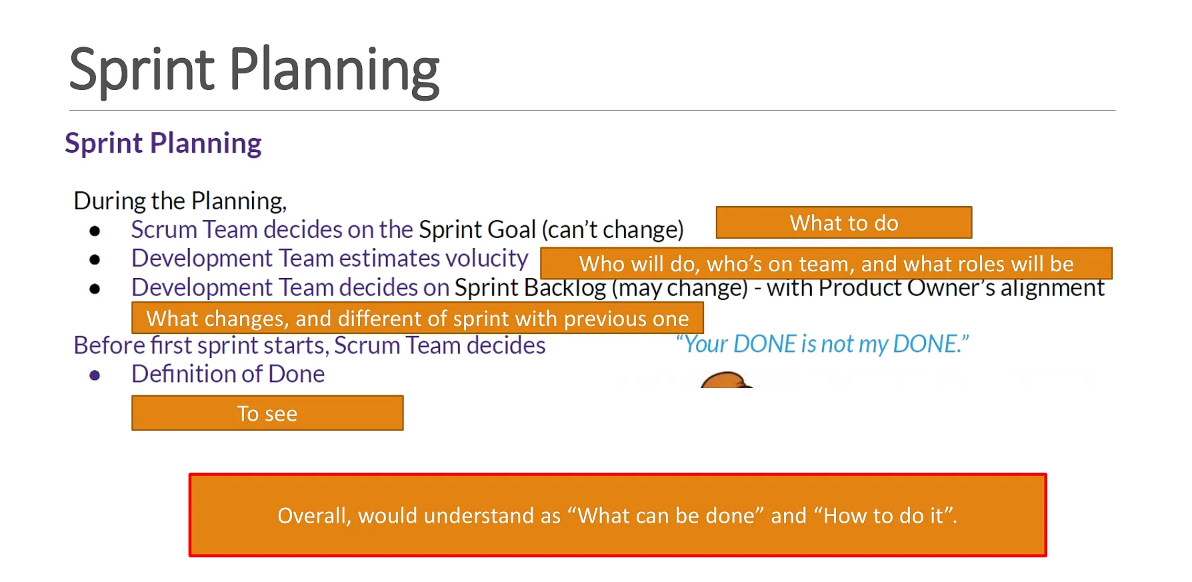 Sprint Planning
Sprint Planning
During the Planning,
● Scrum Team decides on the Sprint Goal (can’t change)
What to do
● Development Team estimates volucity
Who will do, who’s on team, and what roles will be
● Development Team decides on Sprint Backlog (may change) - with Product Owner’s alignment
What changes, and different of sprint with previous one
Before first sprint starts, Scrum Team decides
“Your DONE is not my DONE.”
● Definition of Done
To see
Overall, would understand as “What can be done” and “How to do it”.